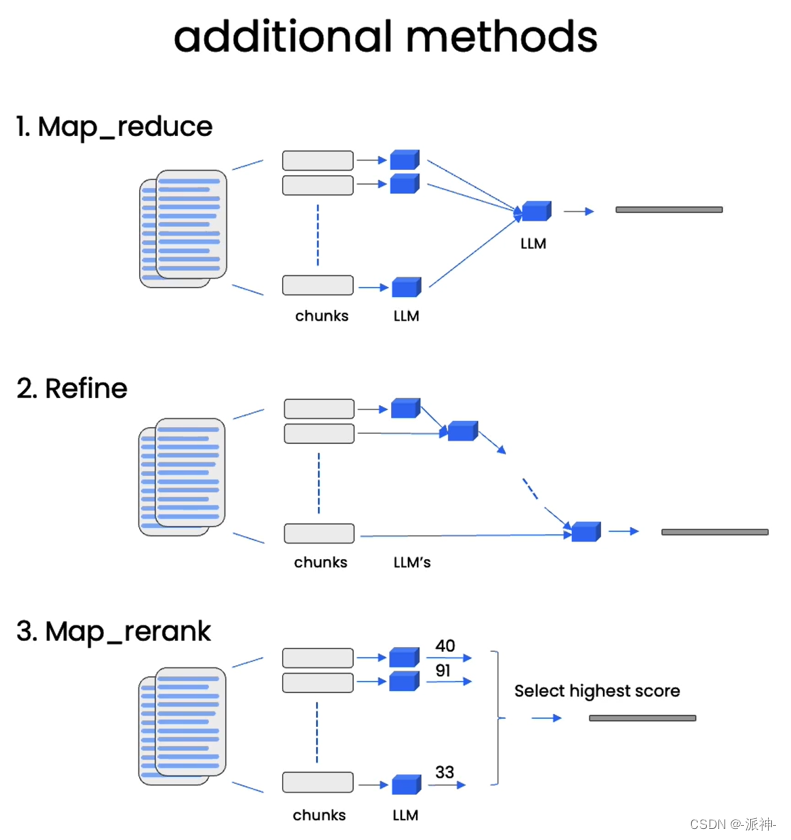 additional methods
1. Map_reduce
LLM
chunks
LLM
2. Refine
chunks
LLM's
3. Map_rerank
40
91
Select highest score
33
chunks
LLM
CSDN @-派神-